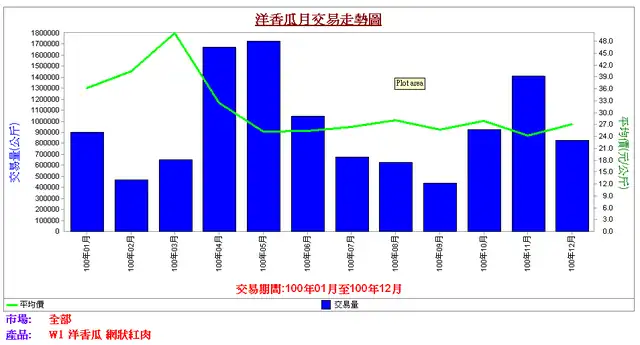 洋香瓜月交易走勢圖
1800000
1700000
1600000
1500000
1400000
1300000
1200000
1100000
1000000
900000
800000
700000
600000
500000
400000
300000
200000
100000
0
交易量(公斤)
48.0
45.0
42.0
39.0
36.0
33.0
30.0
27.0
24.0
21.0
18.0
15.0
12.0
9.0
6.0
3.0
0.0
平均價(元/公斤)
Plot area
100年01月
100年02月
100年03月
100年04月
100年05月
100年06月
100年07月
100年08月
100年09月
100年10月
100年11月
100年12月
交易期間:100年01月至100年12月
平均價 交易量
市場: 全部
產品: W1 洋香瓜 網狀紅肉